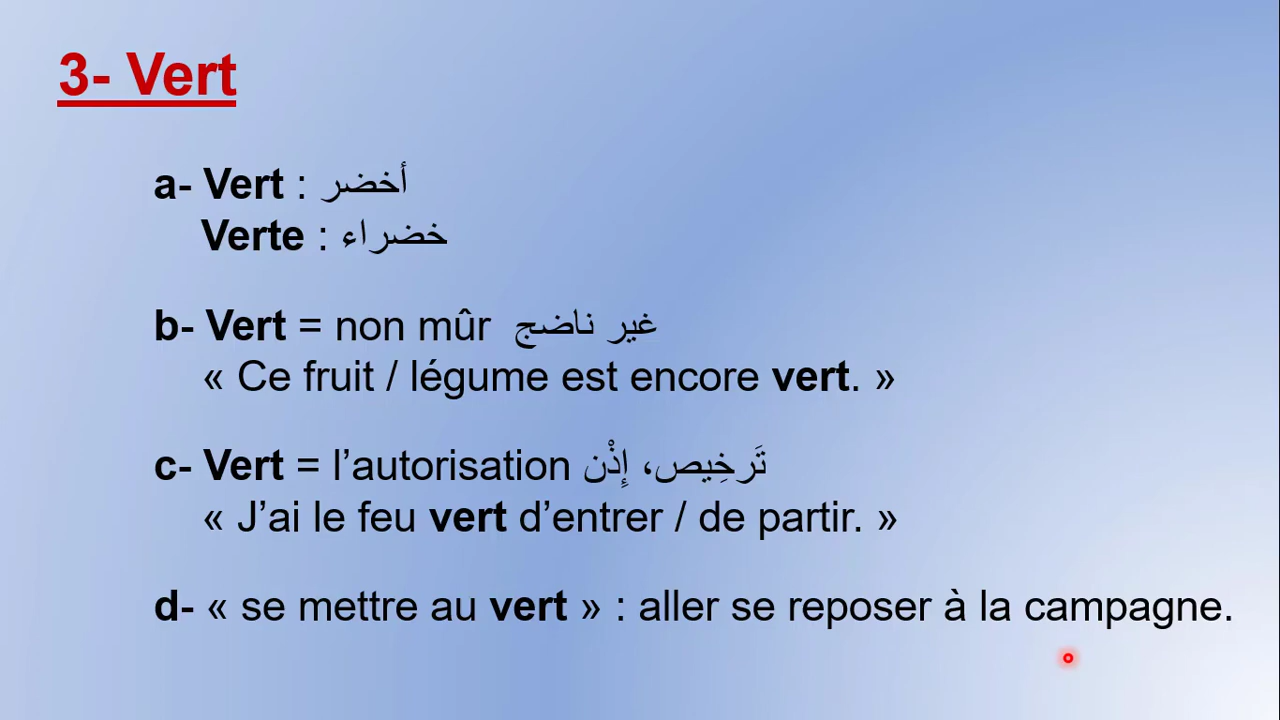 3- Vert
a- Vert : أخضر
Verte : خضراء
b- Vert = non mûr غير ناضج
« Ce fruit / légume est encore vert. »
c- Vert = l’autorisation تَرخِيص، إِذْن
« J’ai le feu vert d’entrer / de partir. »
d- « se mettre au vert » : aller se reposer à la campagne.